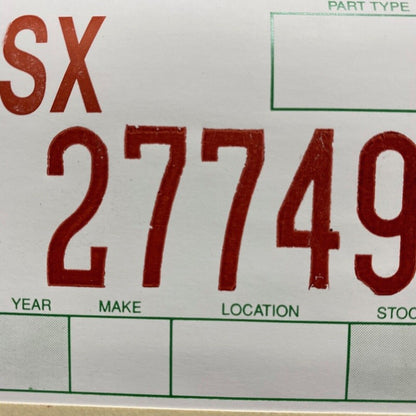 PART TYPE
SX
27749
YEAR MAKE LOCATION STOC